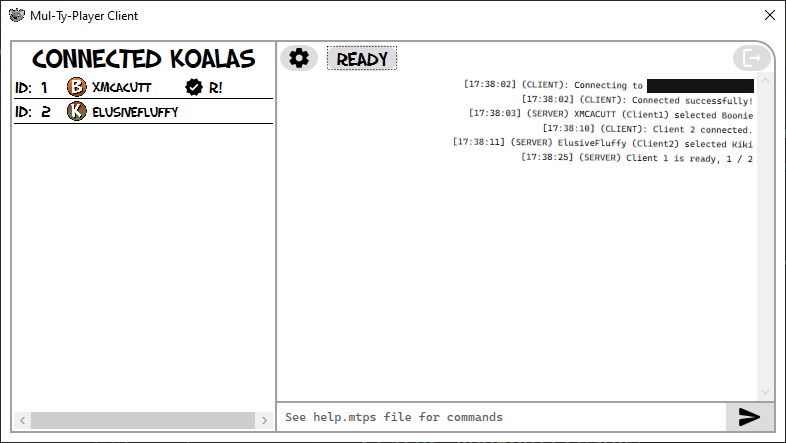 Mul-Ty-Player Client
CONNECTED KOALAS
ID: 1 B XMCACUTT R!
ID: 2 K ELUSIVEFLUFFY
READY
[17:38:02] (CLIENT): Connecting to
[17:38:02] (CLIENT): Connected successfully!
[17:38:03] (SERVER) XMCACUTT (Client1) selected Boonie
[17:38:10] (CLIENT): Client 2 connected.
[17:38:11] (SERVER) ElusiveFluffy (Client2) selected Kiki
[17:38:25] (SERVER) Client 1 is ready, 1 / 2
See help.mtps file for commands